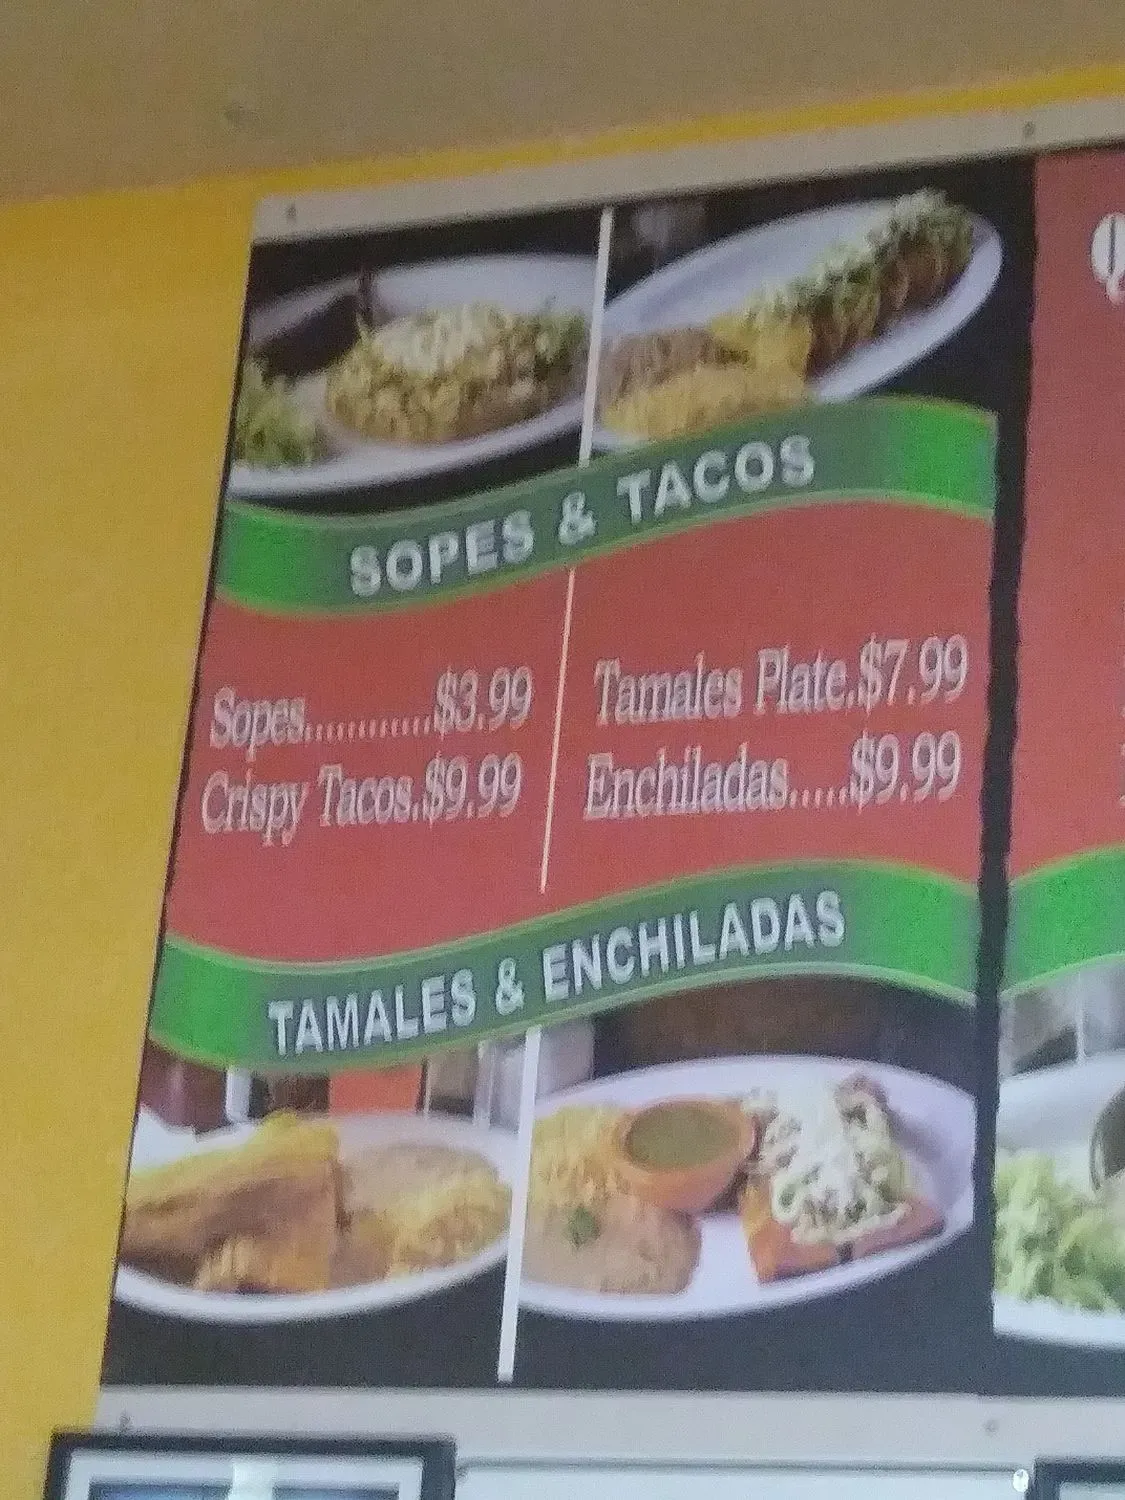 SOPES & TACOS
Sopes............$3.99
Crispy Tacos.$9.99
Tamales Plate.$7.99
Enchiladas.....$9.99
TAMALES & ENCHILADAS